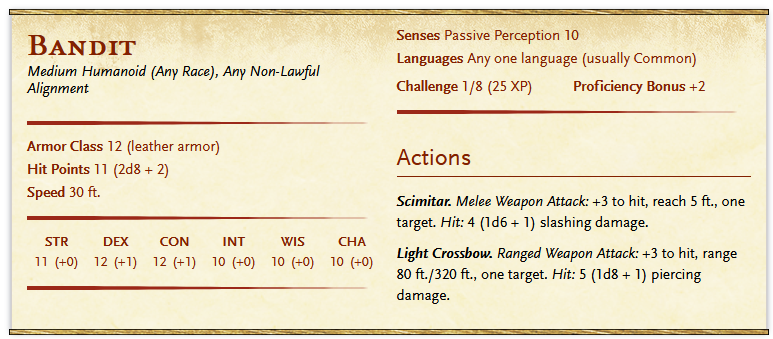 Bandit
Medium Humanoid (Any Race), Any Non-Lawful
Alignment
Armor Class 12 (leather armor)
Hit Points 11 (2d8 + 2)
Speed 30 ft.
STR DEX CON INT WIS CHA
11 (+0) 12 (+1) 12 (+1) 10 (+0) 10 (+0) 10 (+0)
Senses Passive Perception 10
Languages Any one language (usually Common)
Challenge 1/8 (25 XP) Proficiency Bonus +2
Actions
Scimitar. Melee Weapon Attack: +3 to hit, reach 5 ft., one
target. Hit: 4 (1d6 + 1) slashing damage.
Light Crossbow. Ranged Weapon Attack: +3 to hit, range
80 ft./320 ft., one target. Hit: 5 (1d8 + 1) piercing
damage.